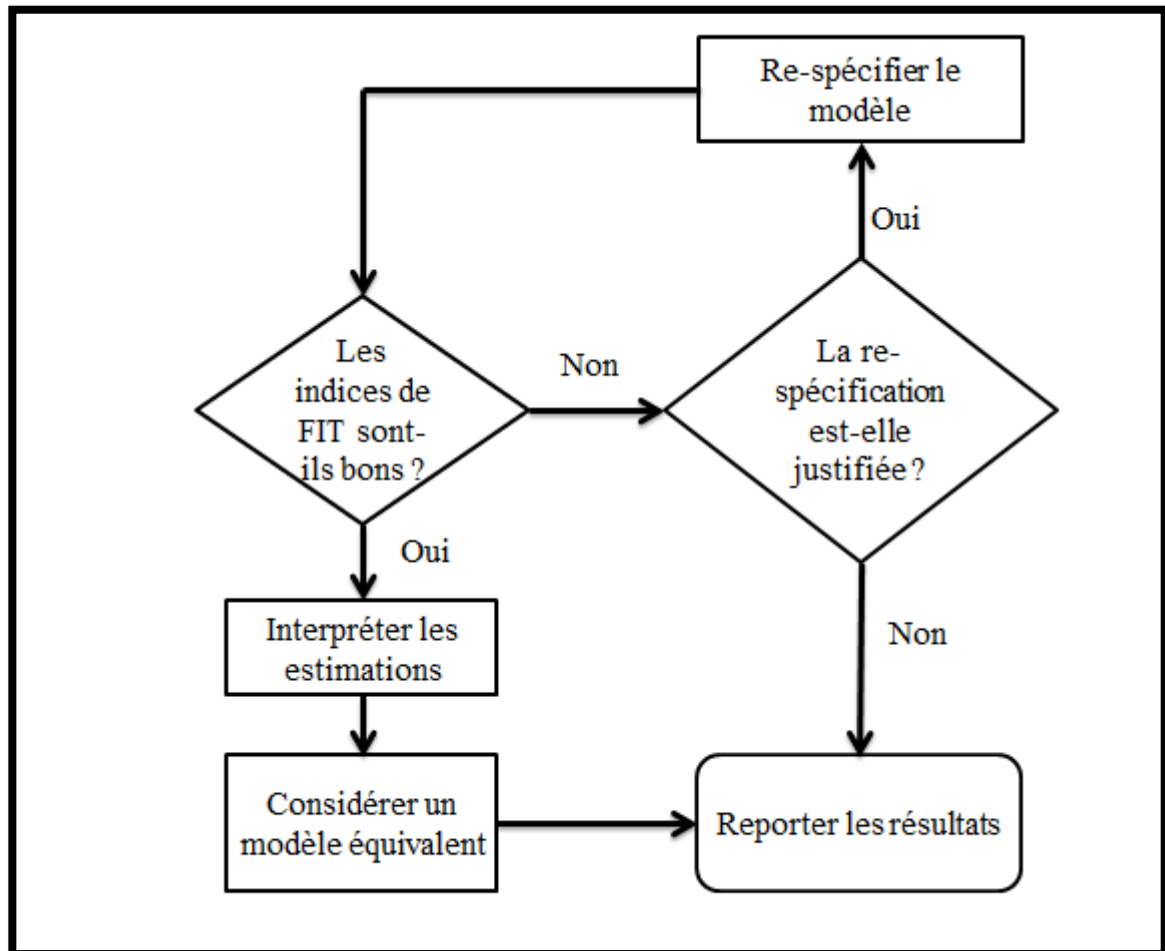 Re-spécifier le
modèle
Oui
Les
indices de
FIT sont-
ils bons ?
Non
La re-
spécification
est-elle
justifiée ?
Oui
Interpréter les
estimations
Non
Considérer un
modèle équivalent
Reporter les résultats